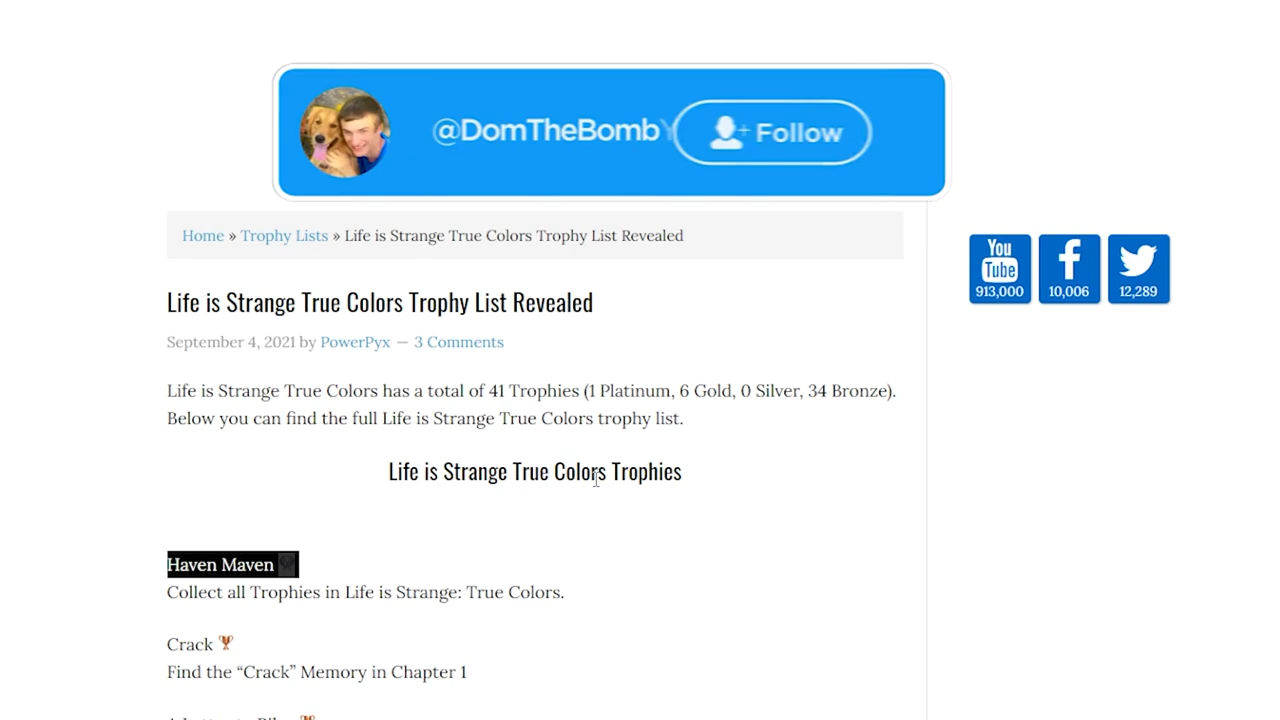 @DomTheBombY
Follow
Home » Trophy Lists » Life is Strange True Colors Trophy List Revealed
You
Tube
913,000
10,006
12,289
Life is Strange True Colors Trophy List Revealed
September 4, 2021 by PowerPyx — 3 Comments
Life is Strange True Colors has a total of 41 Trophies (1 Platinum, 6 Gold, 0 Silver, 34 Bronze).
Below you can find the full Life is Strange True Colors trophy list.
Life is Strange True Colors Trophies
Haven Maven
Collect all Trophies in Life is Strange: True Colors.
Crack
Find the “Crack” Memory in Chapter 1